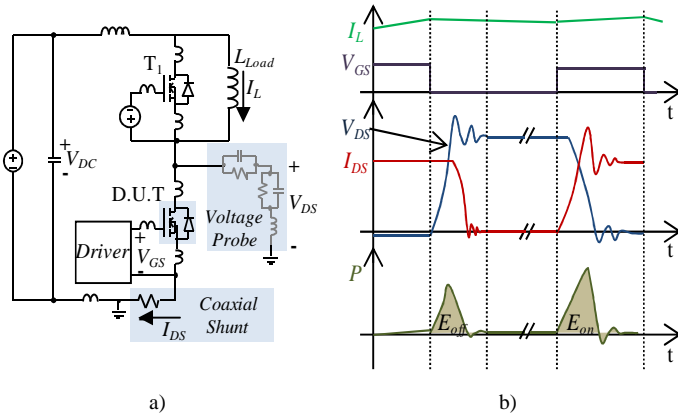 T1
LLoad
IL
+
VDC
-
D.U.T
Driver
+
VGS
-
Voltage
Probe
+
VDS
-
Coaxial
Shunt
IDS
a)
IL
VGS
t
VDS
IDS
t
P
Eoff
Eon
t
b)